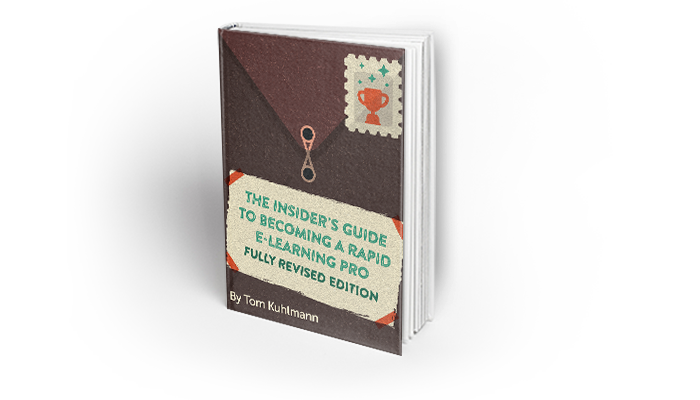 THE INSIDER'S GUIDE
TO BECOMING A RAPID
E-LEARNING PRO
FULLY REVISED EDITION
By Tom Kuhlmann